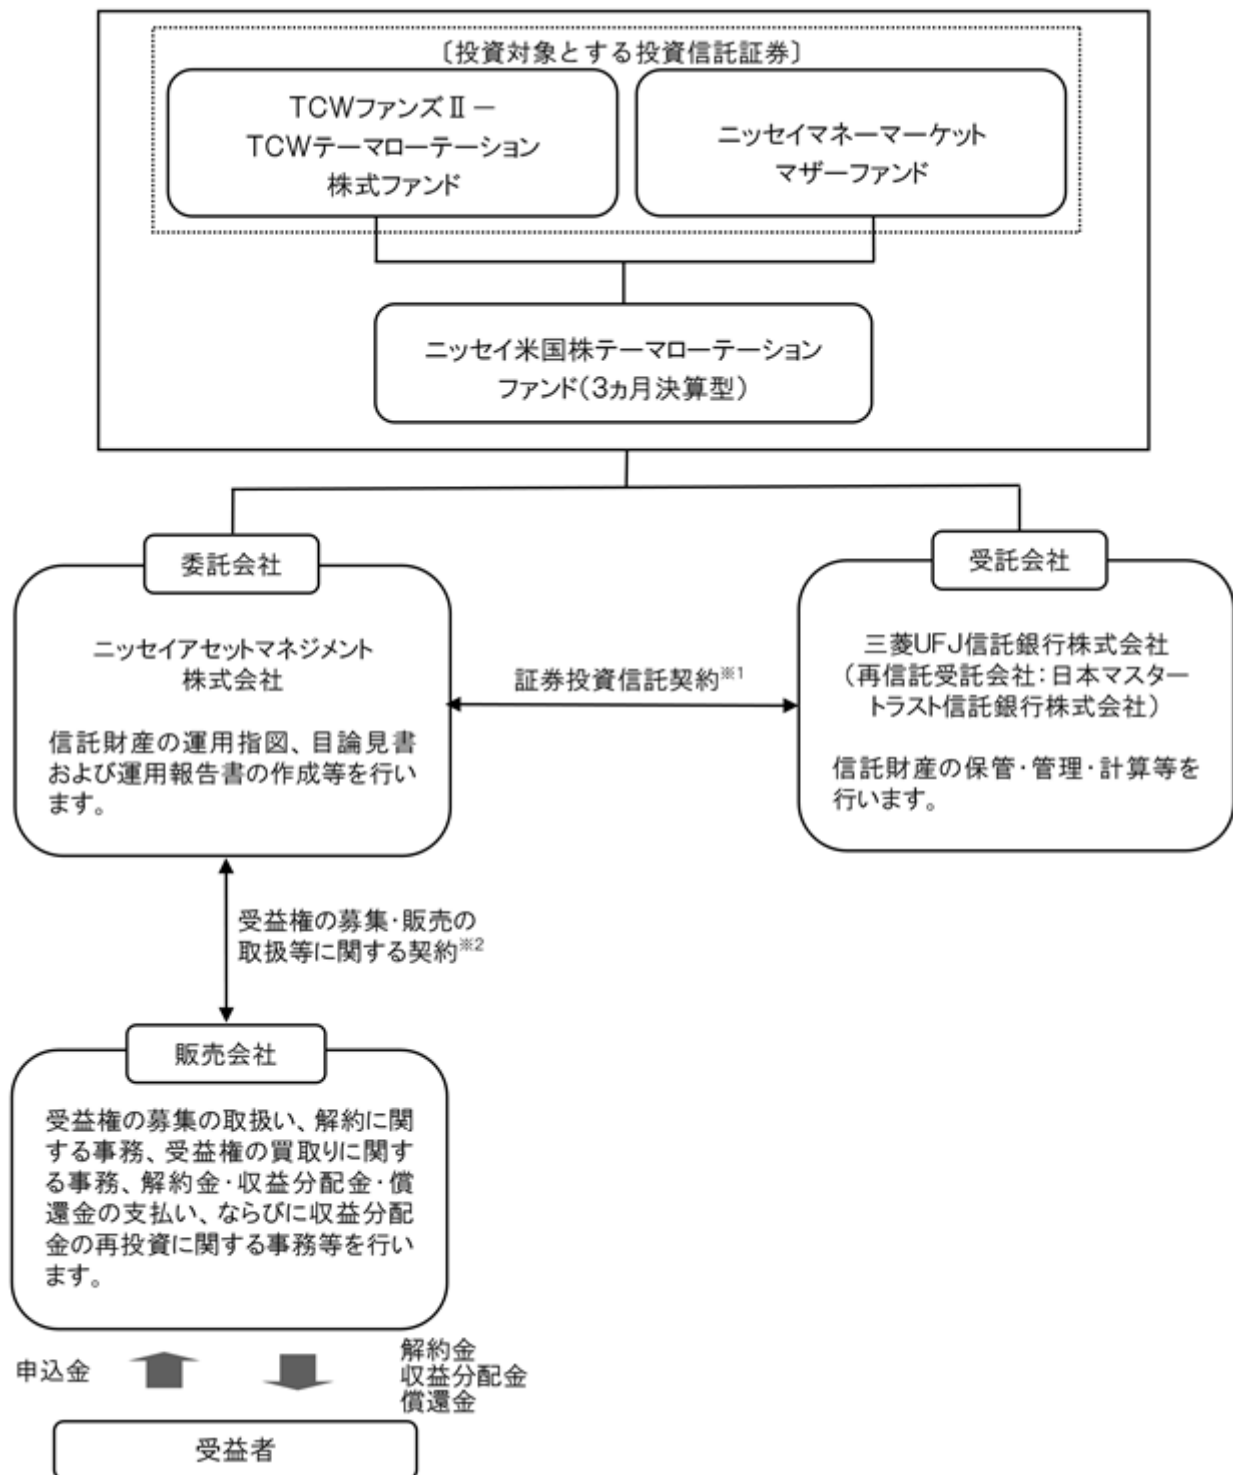 〔投資対象とする投資信託証券〕
TCWファンズⅡ－
TCWテーマローテーション
株式ファンド
ニッセイマネーマーケット
マザーファンド
ニッセイ米国株テーマローテーション
ファンド(3ヵ月決算型)
委託会社
ニッセイアセットマネジメント
株式会社
信託財産の運用指図、目論見書
および運用報告書の作成等を行い
ます。
証券投資信託契約※1
受託会社
三菱UFJ信託銀行株式会社
(再信託受託会社:日本マスター
トラスト信託銀行株式会社)
信託財産の保管・管理・計算等を
行います。
受益権の募集・販売の
取扱等に関する契約※2
販売会社
受益権の募集の取扱い、解約に関
する事務、受益権の買取りに関す
る事務、解約金・収益分配金・償
還金の支払い、ならびに収益分配
金の再投資に関する事務等を行い
ます。
申込金
解約金
収益分配金
償還金
受益者